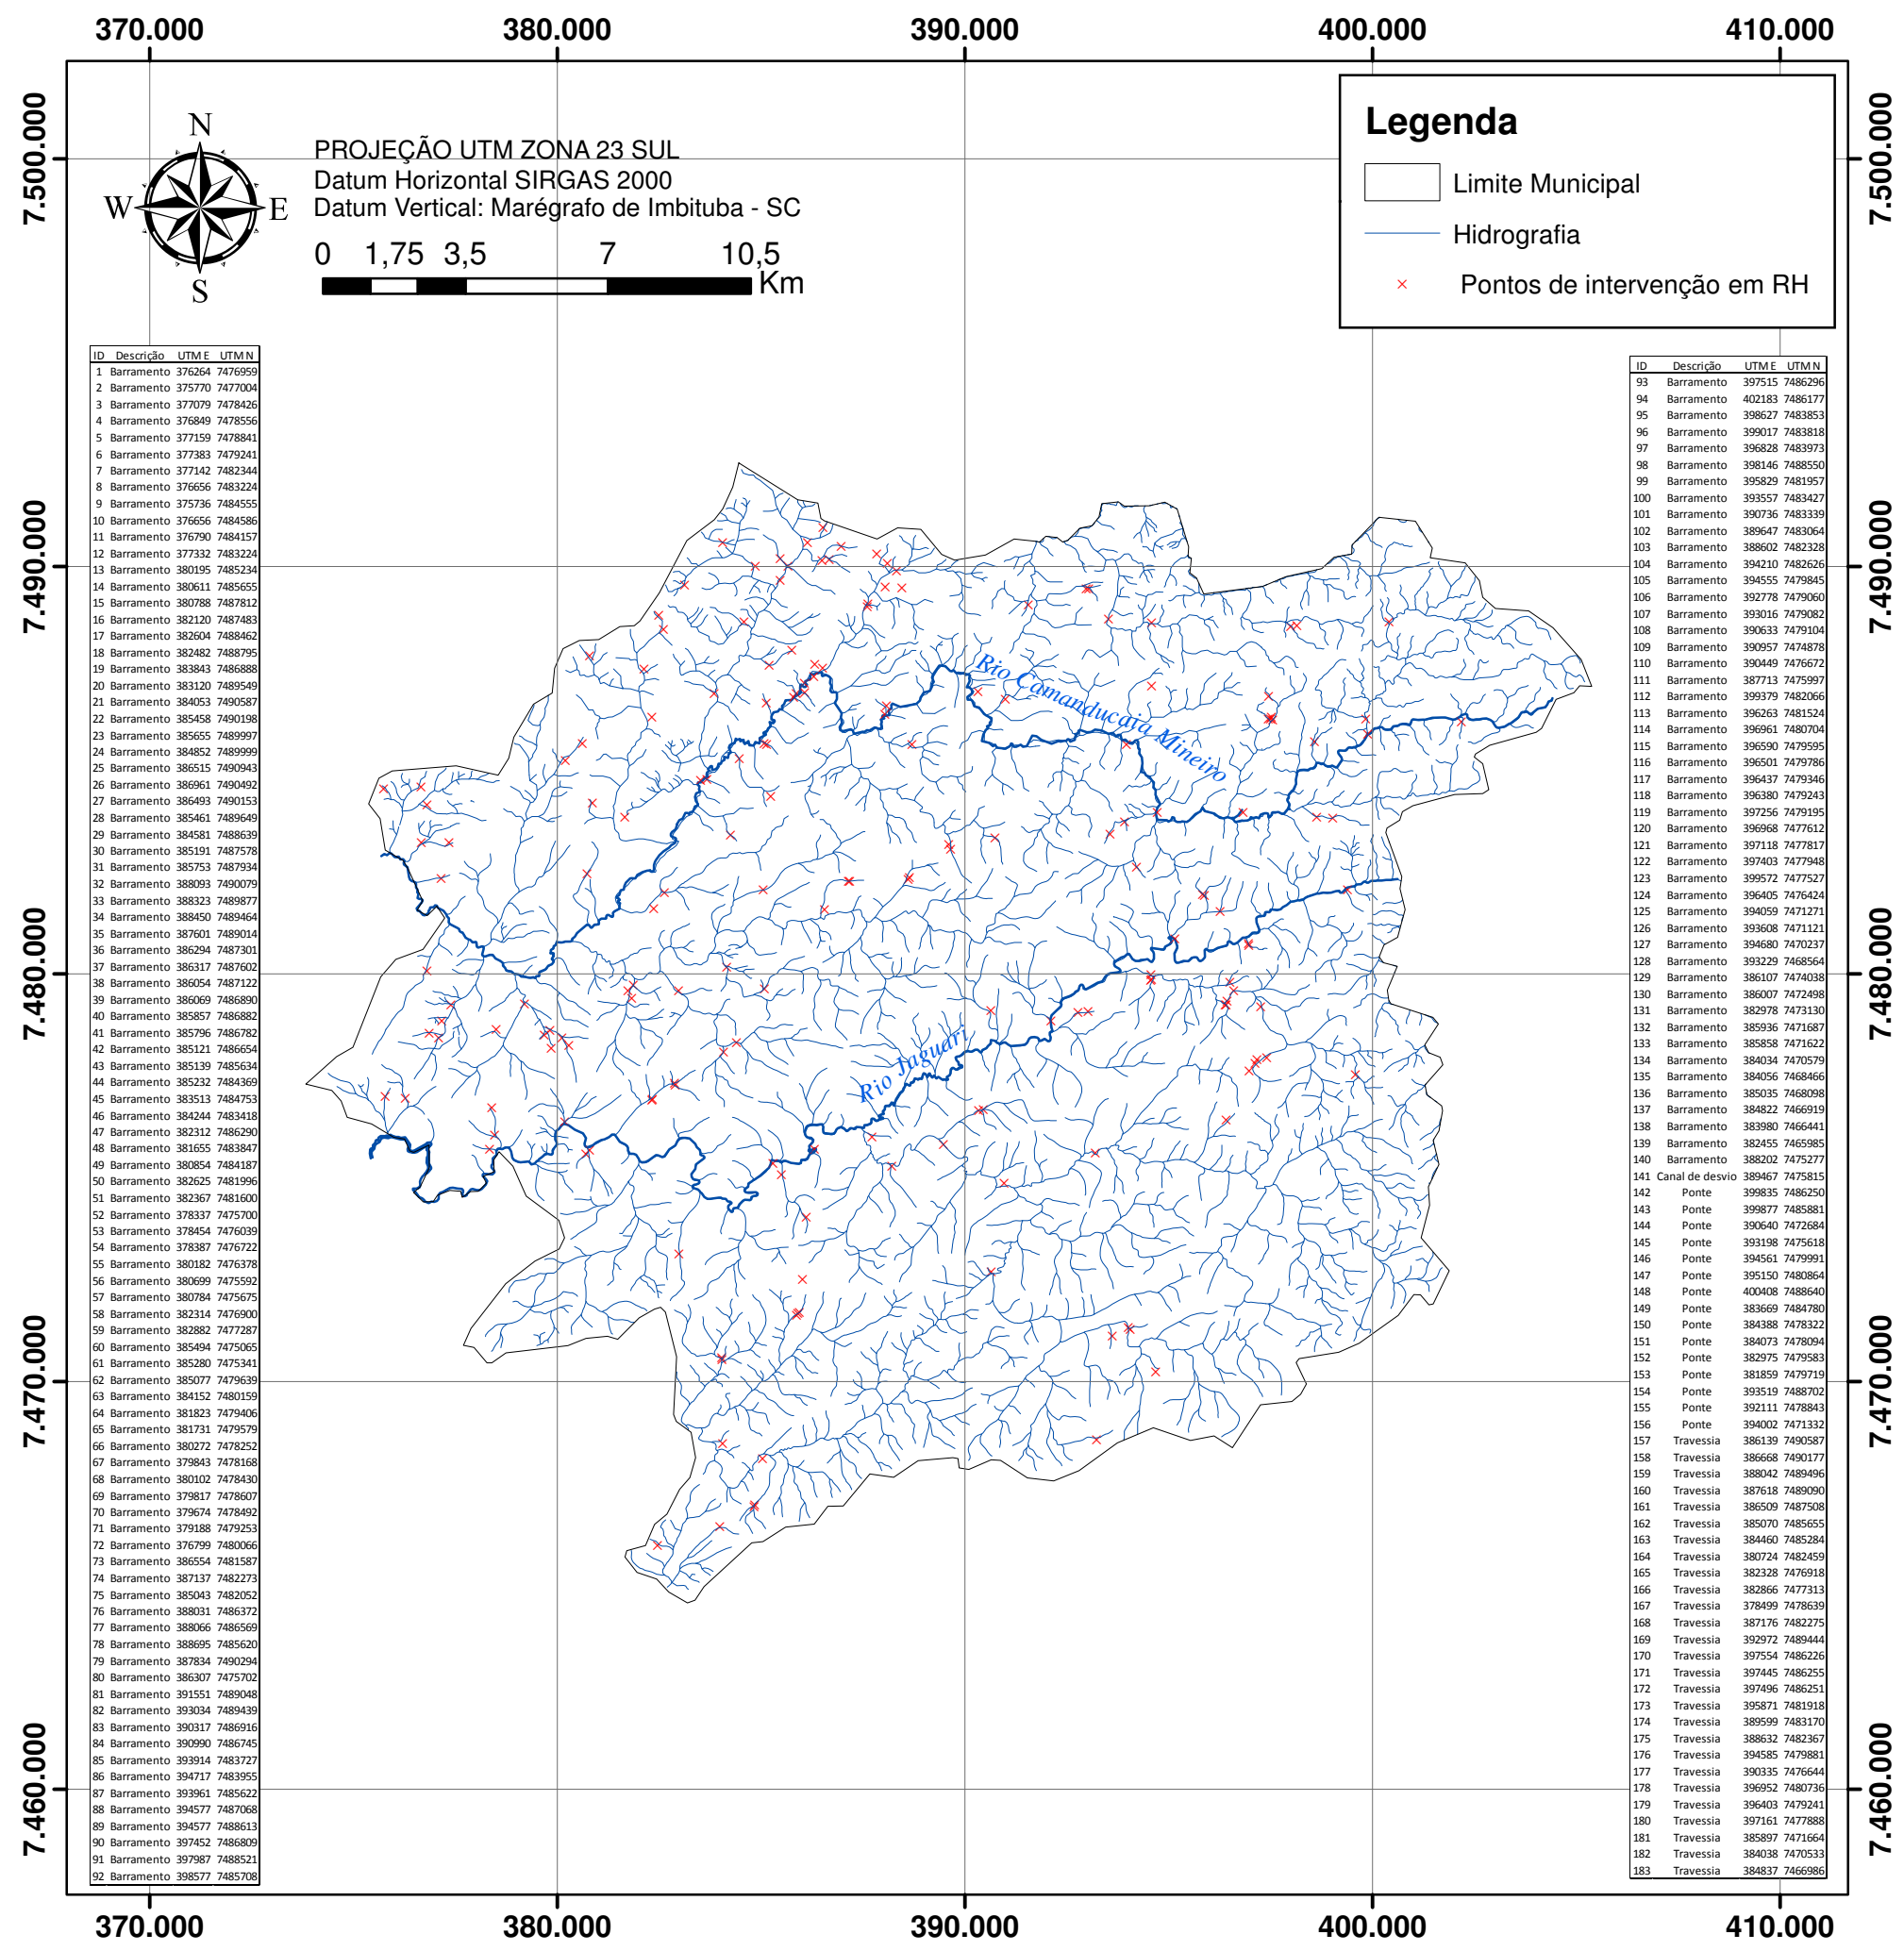 370.000 380.000 390.000 400.000 410.000
7.500.000
7.490.000
7.480.000
7.470.000
7.460.000
N
W E
S
PROJEÇÃO UTM ZONA 23 SUL
Datum Horizontal SIRGAS 2000
Datum Vertical: Marégrafo de Imbituba - SC
0 1,75 3,5 7 10,5
Km
Legenda
Limite Municipal
Hidrografia
Pontos de intervenção em RH
ID Descrição UTM E UTM N
1 Barramento 376264 7476959
2 Barramento 375770 7477004
3 Barramento 377079 7478426
4 Barramento 376849 7478556
5 Barramento 377159 7478841
6 Barramento 377383 7479241
7 Barramento 377142 7482344
8 Barramento 376656 7483224
9 Barramento 375736 7484555
10 Barramento 376656 7484586
11 Barramento 376790 7484157
12 Barramento 377332 7483224
13 Barramento 380195 7485234
14 Barramento 380611 7485655
15 Barramento 380788 7487812
16 Barramento 382120 7487483
17 Barramento 382604 7488462
18 Barramento 382482 7488795
19 Barramento 383843 7486888
20 Barramento 383120 7489549
21 Barramento 384053 7490587
22 Barramento 385458 7490198
23 Barramento 385655 7489997
24 Barramento 384852 7489999
25 Barramento 386515 7490943
26 Barramento 386961 7490492
27 Barramento 386493 7490153
28 Barramento 385461 7489649
29 Barramento 384581 7488639
30 Barramento 385191 7487578
31 Barramento 385753 7487934
32 Barramento 388093 7490079
33 Barramento 388323 7489877
34 Barramento 388450 7489464
35 Barramento 387601 7489014
36 Barramento 386294 7487301
37 Barramento 386317 7487602
38 Barramento 386054 7487122
39 Barramento 386069 7486890
40 Barramento 385857 7486882
41 Barramento 385796 7486782
42 Barramento 385121 7486654
43 Barramento 385139 7485634
44 Barramento 385232 7484369
45 Barramento 383513 7484753
46 Barramento 384244 7483418
47 Barramento 382312 7486290
48 Barramento 381655 7483847
49 Barramento 380854 7484187
50 Barramento 382625 7481996
51 Barramento 382367 7481600
52 Barramento 378337 7475700
53 Barramento 378454 7476039
54 Barramento 378387 7476722
55 Barramento 380182 7476378
56 Barramento 380699 7475592
57 Barramento 380784 7475675
58 Barramento 382314 7476900
59 Barramento 382882 7477287
60 Barramento 385494 7475065
61 Barramento 385280 7475341
62 Barramento 385077 7479639
63 Barramento 384152 7480159
64 Barramento 381823 7479406
65 Barramento 381731 7479579
66 Barramento 380272 7478252
67 Barramento 379843 7478168
68 Barramento 380102 7478430
69 Barramento 379817 7478607
70 Barramento 379674 7478492
71 Barramento 379188 7479253
72 Barramento 376799 7480066
73 Barramento 386554 7481587
74 Barramento 387137 7482273
75 Barramento 385043 7482052
76 Barramento 388031 7486372
77 Barramento 388066 7486569
78 Barramento 388695 7485620
79 Barramento 387834 7490294
80 Barramento 386307 7475702
81 Barramento 391551 7489048
82 Barramento 393034 7489439
83 Barramento 390317 7486916
84 Barramento 390990 7486745
85 Barramento 393914 7483727
86 Barramento 394717 7483955
87 Barramento 393961 7485622
88 Barramento 394577 7487068
89 Barramento 394577 7488613
90 Barramento 397452 7486809
91 Barramento 397987 7488521
92 Barramento 398577 7485708
Rio Camanducaia Mineiro
Rio Jaguari
ID Descrição UTM E UTM N
93 Barramento 397515 7486296
94 Barramento 402183 7486177
95 Barramento 398627 7483853
96 Barramento 399017 7483818
97 Barramento 396828 7483973
98 Barramento 398146 7488550
99 Barramento 395829 7481957
100 Barramento 393557 7483427
101 Barramento 390736 7483339
102 Barramento 389647 7483064
103 Barramento 388602 7482328
104 Barramento 394210 7482626
105 Barramento 394555 7479845
106 Barramento 392778 7479060
107 Barramento 393016 7479082
108 Barramento 390633 7479104
109 Barramento 390957 7474878
110 Barramento 390449 7476672
111 Barramento 387713 7475997
112 Barramento 399379 7482066
113 Barramento 396263 7481524
114 Barramento 396961 7480704
115 Barramento 396590 7479595
116 Barramento 396501 7479786
117 Barramento 396437 7479346
118 Barramento 396380 7479243
119 Barramento 397256 7479195
120 Barramento 396968 7477612
121 Barramento 397118 7477817
122 Barramento 397403 7477948
123 Barramento 399572 7477527
124 Barramento 396405 7476424
125 Barramento 394059 7471271
126 Barramento 393608 7471121
127 Barramento 394680 7470237
128 Barramento 393229 7468564
129 Barramento 386107 7474038
130 Barramento 386007 7472498
131 Barramento 382978 7473130
132 Barramento 385936 7471687
133 Barramento 385858 7471622
134 Barramento 384034 7470579
135 Barramento 384056 7468466
136 Barramento 385035 7468098
137 Barramento 384822 7466919
138 Barramento 383980 7466441
139 Barramento 382455 7465985
140 Barramento 388202 7475277
141 Canal de desvio 389467 7475815
142 Ponte 399835 7486250
143 Ponte 399877 7485881
144 Ponte 390640 7472684
145 Ponte 393198 7475618
146 Ponte 394561 7479991
147 Ponte 395150 7480864
148 Ponte 400408 7488640
149 Ponte 383669 7484780
150 Ponte 384388 7478322
151 Ponte 384073 7478094
152 Ponte 382975 7479583
153 Ponte 381859 7479719
154 Ponte 393519 7488702
155 Ponte 392111 7478843
156 Ponte 394002 7471332
157 Travessia 386139 7490587
158 Travessia 386668 7490177
159 Travessia 388042 7489496
160 Travessia 387618 7489090
161 Travessia 386509 7487508
162 Travessia 385070 7485655
163 Travessia 384460 7485284
164 Travessia 380724 7482459
165 Travessia 382328 7476918
166 Travessia 382866 7477313
167 Travessia 378499 7478639
168 Travessia 387176 7482275
169 Travessia 392972 7489444
170 Travessia 397554 7486226
171 Travessia 397445 7486255
172 Travessia 397496 7486251
173 Travessia 395871 7481918
174 Travessia 389599 7483170
175 Travessia 388632 7482367
176 Travessia 394585 7479881
177 Travessia 390335 7476644
178 Travessia 396952 7480736
179 Travessia 396403 7479241
180 Travessia 397161 7477888
181 Travessia 385897 7471664
182 Travessia 384038 7470533
183 Travessia 384837 7466986
7.500.000
7.490.000
7.480.000
7.470.000
7.460.000
370.000 380.000 390.000 400.000 410.000